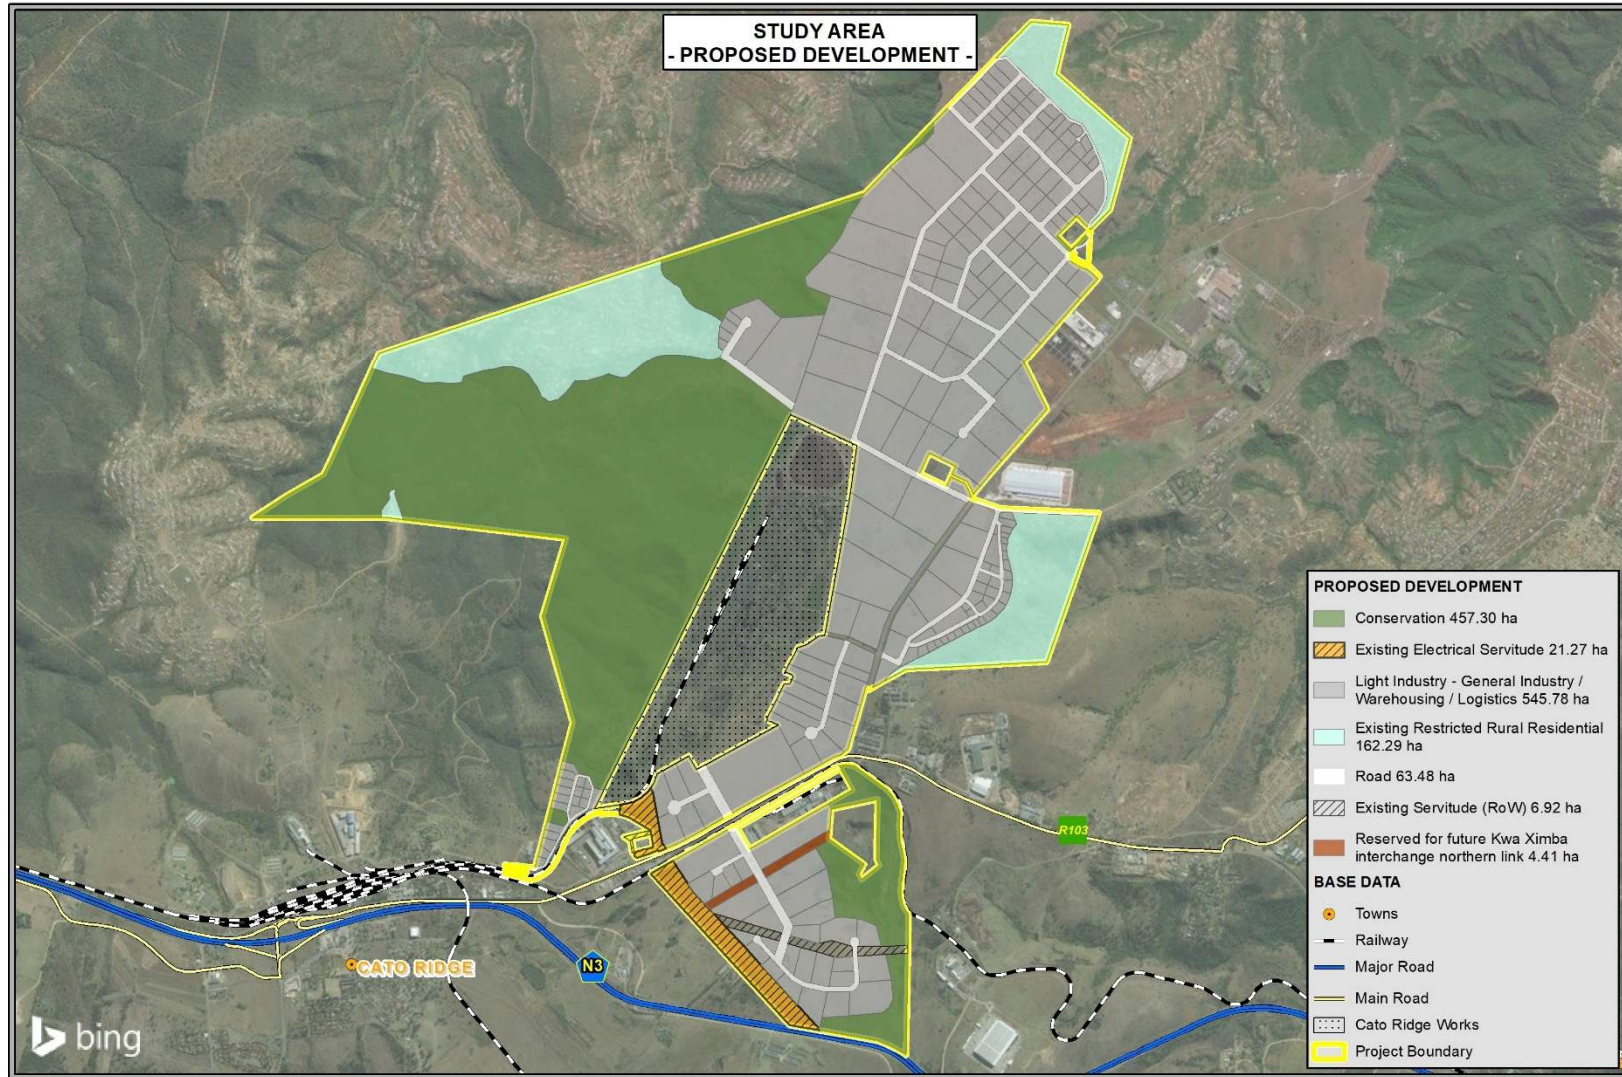 STUDY AREA
- PROPOSED DEVELOPMENT -
R103
N3
CATO RIDGE
bing
PROPOSED DEVELOPMENT
Conservation 457.30 ha
Existing Electrical Servitude 21.27 ha
Light Industry - General Industry /
Warehousing / Logistics 545.78 ha
Existing Restricted Rural Residential
162.29 ha
Road 63.48 ha
Existing Servitude (RoW) 6.92 ha
Reserved for future Kwa Ximba
interchange northern link 4.41 ha
BASE DATA
Towns
Railway
Major Road
Main Road
Cato Ridge Works
Project Boundary